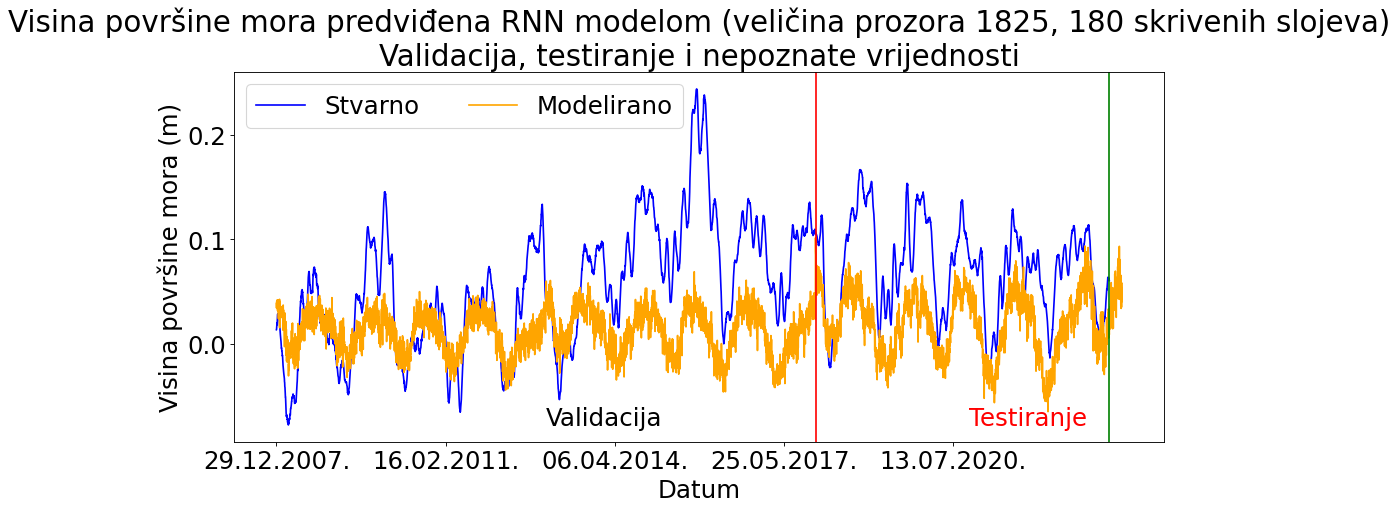 Visina površine mora predviđena RNN modelom (veličina prozora 1825, 180 skrivenih slojeva)
Validacija, testiranje i nepoznate vrijednosti
Stvarno Modelirano
Visina površine mora (m)
0.2
0.1
0.0
Validacija Testiranje
29.12.2007. 16.02.2011. 06.04.2014. 25.05.2017. 13.07.2020.
Datum